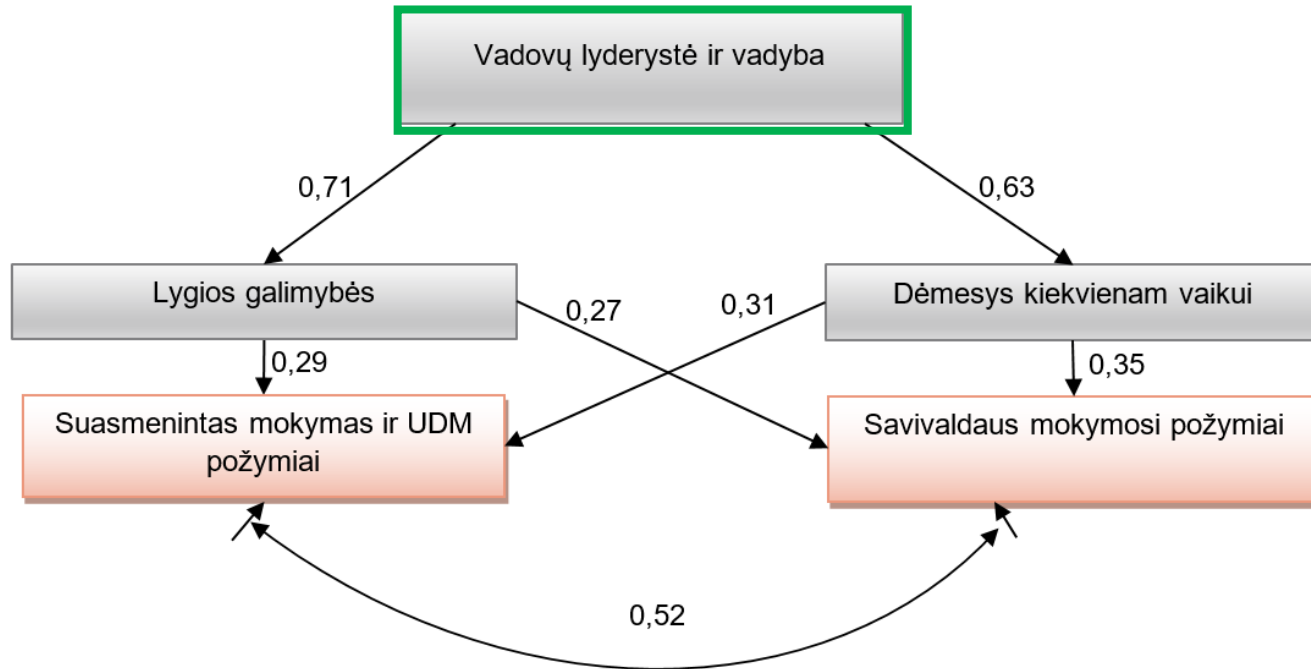 Vadovų lyderystė ir vadyba
0,71
0,63
Lygios galimybės
Dėmesys kiekvienam vaikui
0,27
0,31
0,29
0,35
Suasmenintas mokymas ir UDM
požymiai
Savivaldaus mokymosi požymiai
0,52